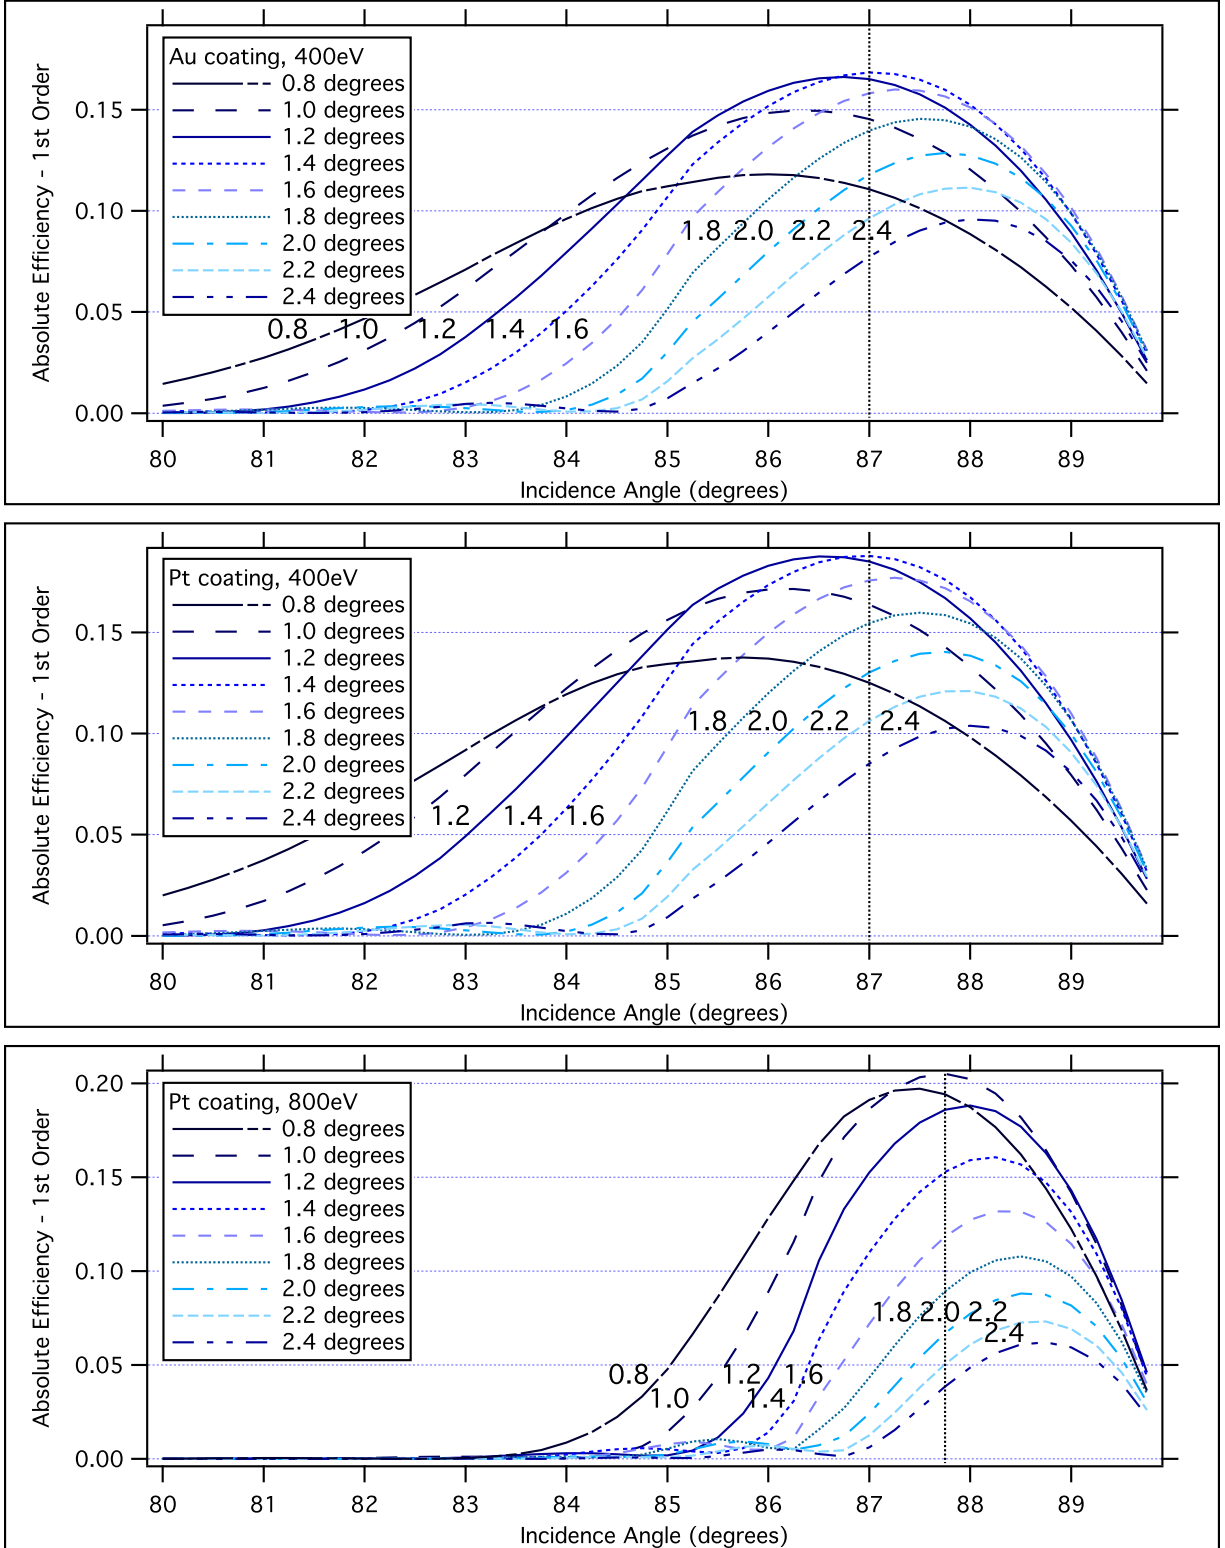 Au coating, 400eV
0.8 degrees
1.0 degrees
1.2 degrees
1.4 degrees
1.6 degrees
1.8 degrees
2.0 degrees
2.2 degrees
2.4 degrees
Absolute Efficiency - 1st Order
0.15
0.10
0.05
0.00
1.8 2.0 2.2 2.4
0.8 1.0 1.2 1.4 1.6
80 81 82 83 84 85 86 87 88 89
Incidence Angle (degrees)
Pt coating, 400eV
0.8 degrees
1.0 degrees
1.2 degrees
1.4 degrees
1.6 degrees
1.8 degrees
2.0 degrees
2.2 degrees
2.4 degrees
Absolute Efficiency - 1st Order
0.15
0.10
0.05
0.00
1.8 2.0 2.2 2.4
1.2 1.4 1.6
80 81 82 83 84 85 86 87 88 89
Incidence Angle (degrees)
Pt coating, 800eV
0.8 degrees
1.0 degrees
1.2 degrees
1.4 degrees
1.6 degrees
1.8 degrees
2.0 degrees
2.2 degrees
2.4 degrees
Absolute Efficiency - 1st Order
0.20
0.15
0.10
0.05
0.00
1.8 2.0 2.2
2.4
0.8 1.2 1.6
1.0 1.4
80 81 82 83 84 85 86 87 88 89
Incidence Angle (degrees)